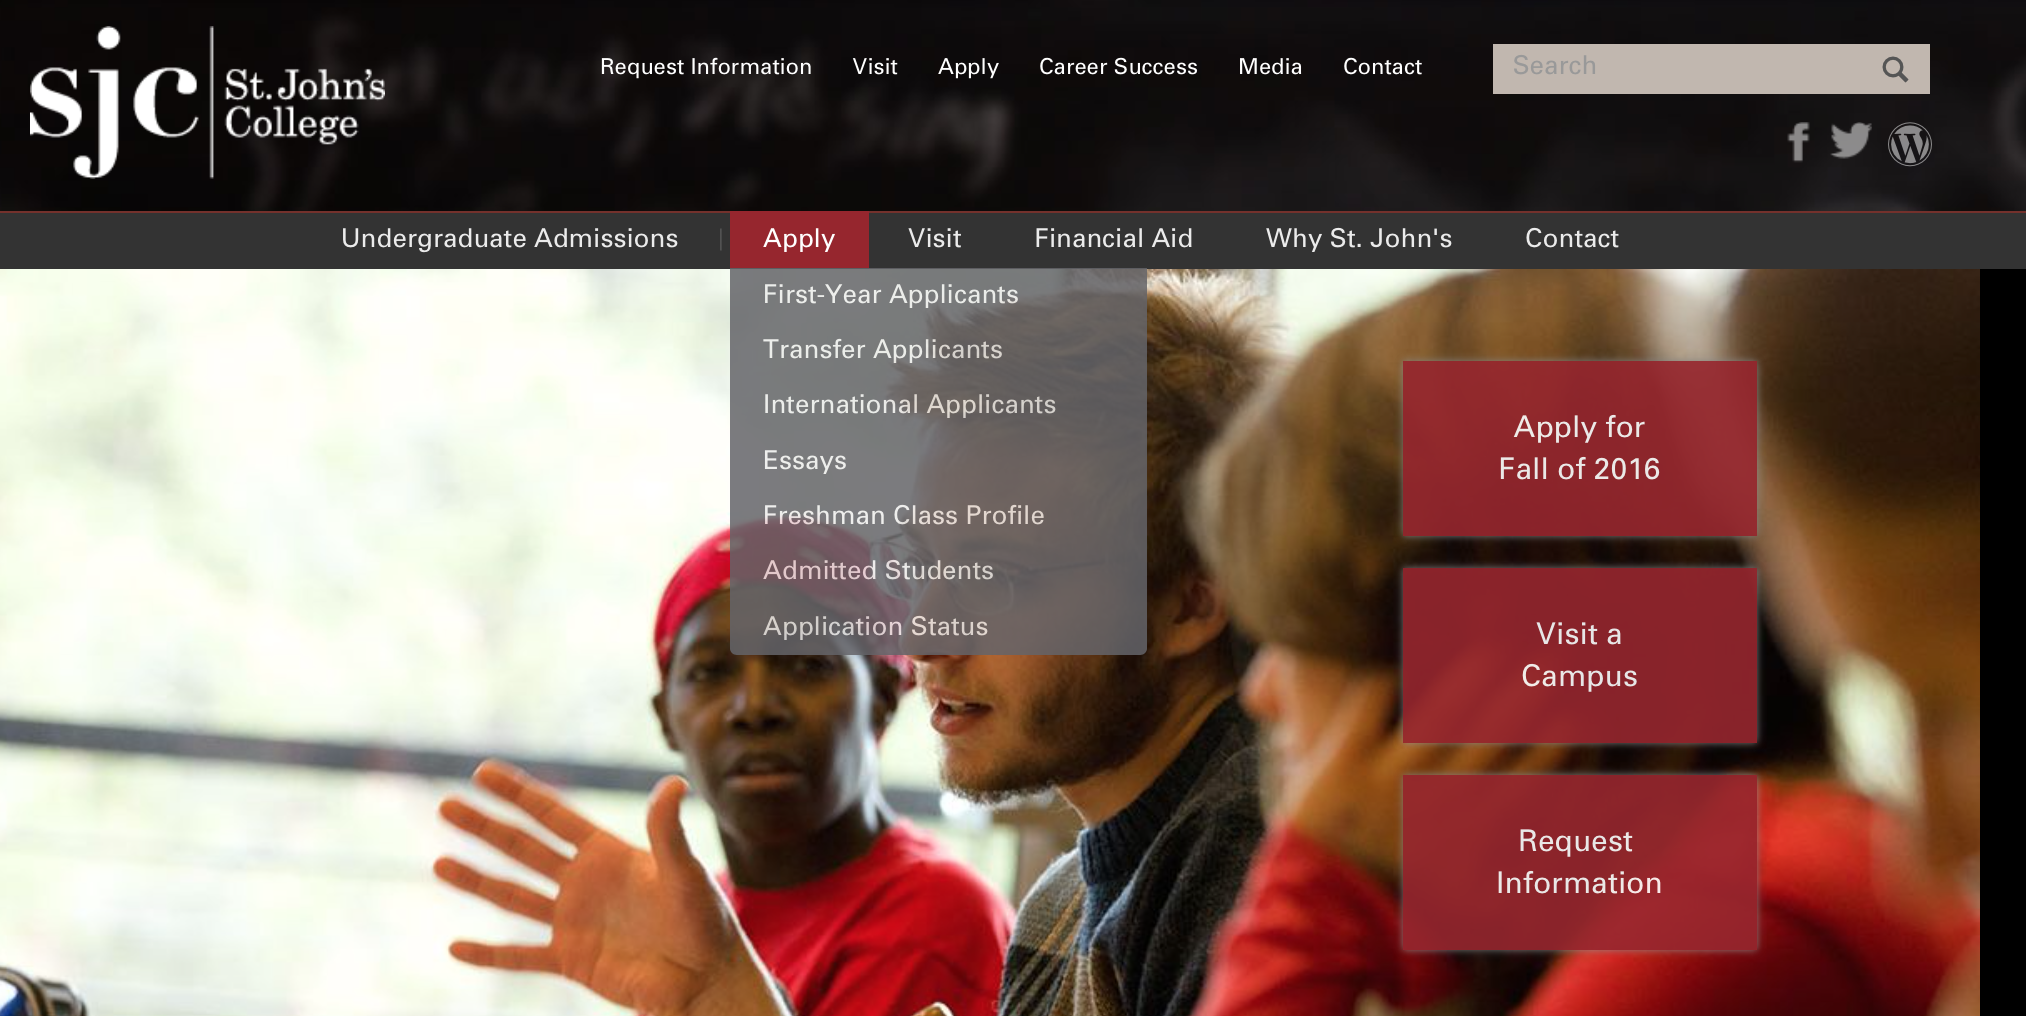 sjc
St. John's
College
Request Information
Visit
Apply
Career Success
Media
Contact
Search
Undergraduate Admissions
Apply
Visit
Financial Aid
Why St. John's
Contact
First-Year Applicants
Transfer Applicants
International Applicants
Essays
Freshman Class Profile
Admitted Students
Application Status
Apply for
Fall of 2016
Visit a
Campus
Request
Information